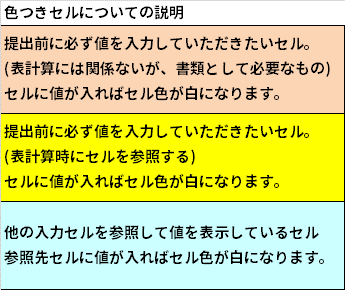 色つきセルについての説明
提出前に必ず値を入力していただきたいセル。
(表計算には関係ないが、書類として必要なもの)
セルに値が入ればセル色が白になります。
提出前に必ず値を入力していただきたいセル。
(表計算時にセルを参照する)
セルに値が入ればセル色が白になります。
他の入力セルを参照して値を表示しているセル
参照先セルに値が入ればセル色が白になります。